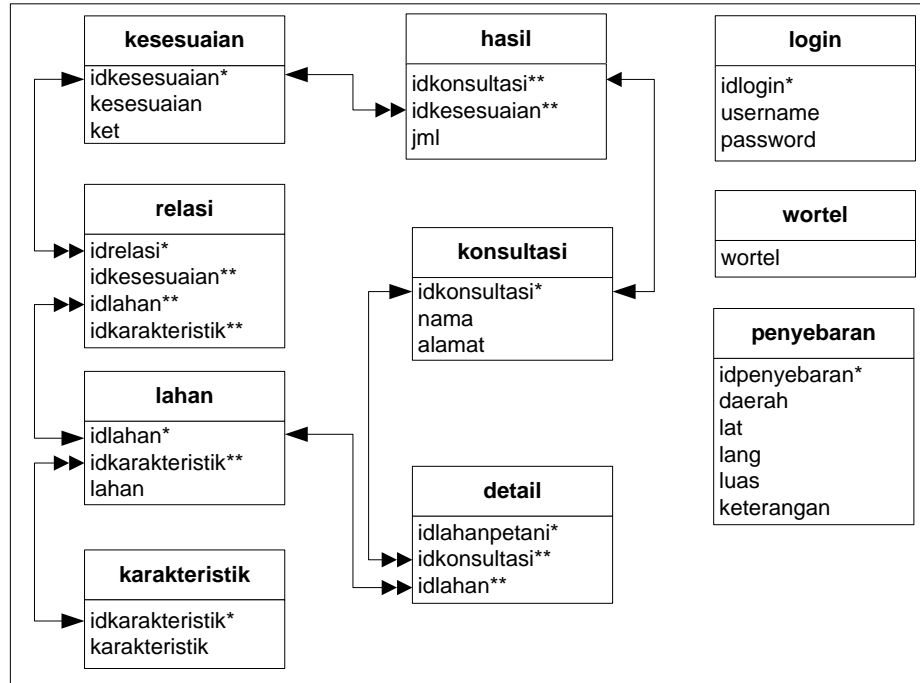 kesesuaian
idkesesuaian*
kesesuaian
ket
relasi
idrelasi*
idkesesuaian**
idlahan**
idkarakteristik**
lahan
idlahan*
idkarakteristik**
lahan
karakteristik
idkarakteristik*
karakteristik
hasil
idkonsultasi**
idkesesuaian**
jml
konsultasi
idkonsultasi*
nama
alamat
detail
idlahanpetani*
idkonsultasi**
idlahan**
login
idlogin*
username
password
wortel
wortel
penyebaran
idpenyebaran*
daerah
lat
lang
luas
keterangan